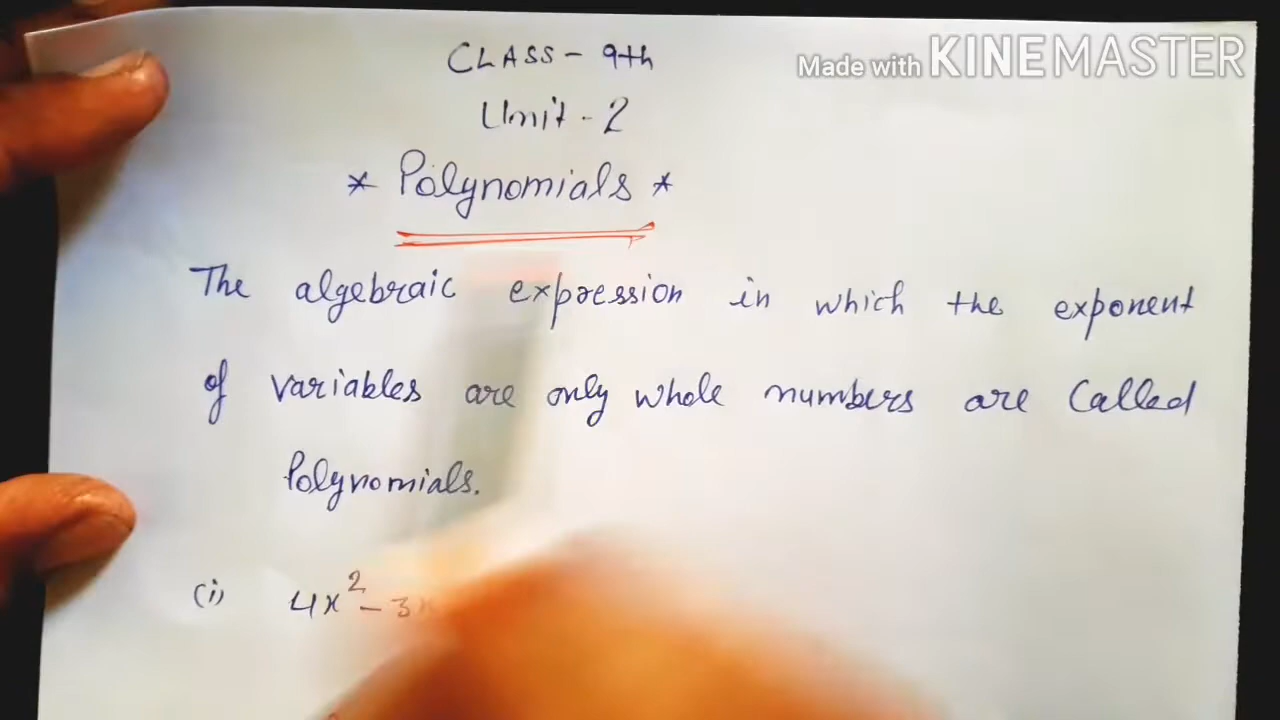 CLASS - 9th
Made with KINEMASTER
Unit - 2
* Polynomials *
The algebraic expression in which the exponent
of variables are only whole numbers are Called
Polynomials.
(i) 4x² - 3x